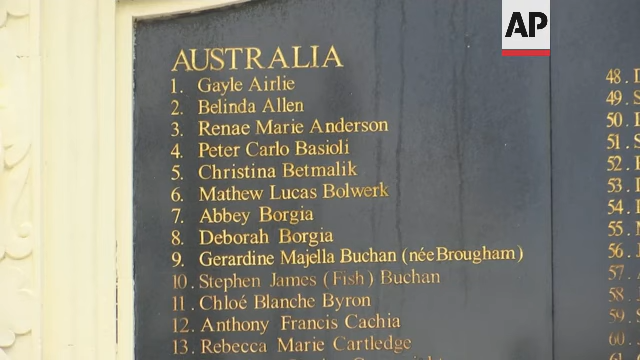 AP
AUSTRALIA
1. Gayle Airlie
2. Belinda Allen
3. Renae Marie Anderson
4. Peter Carlo Basioli
5. Christina Betmalik
6. Mathew Lucas Bolwerk
7. Abbey Borgia
8. Deborah Borgia
9. Gerardine Majella Buchan (née Brougham)
10. Stephen James (Fish) Buchan
11. Chloé Blanche Byron
12. Anthony Francis Cachia
13. Rebecca Marie Cartledge
48.
49.
50.
51.
52.
53.
54.
55.
56.
57.
58.
59.
60.